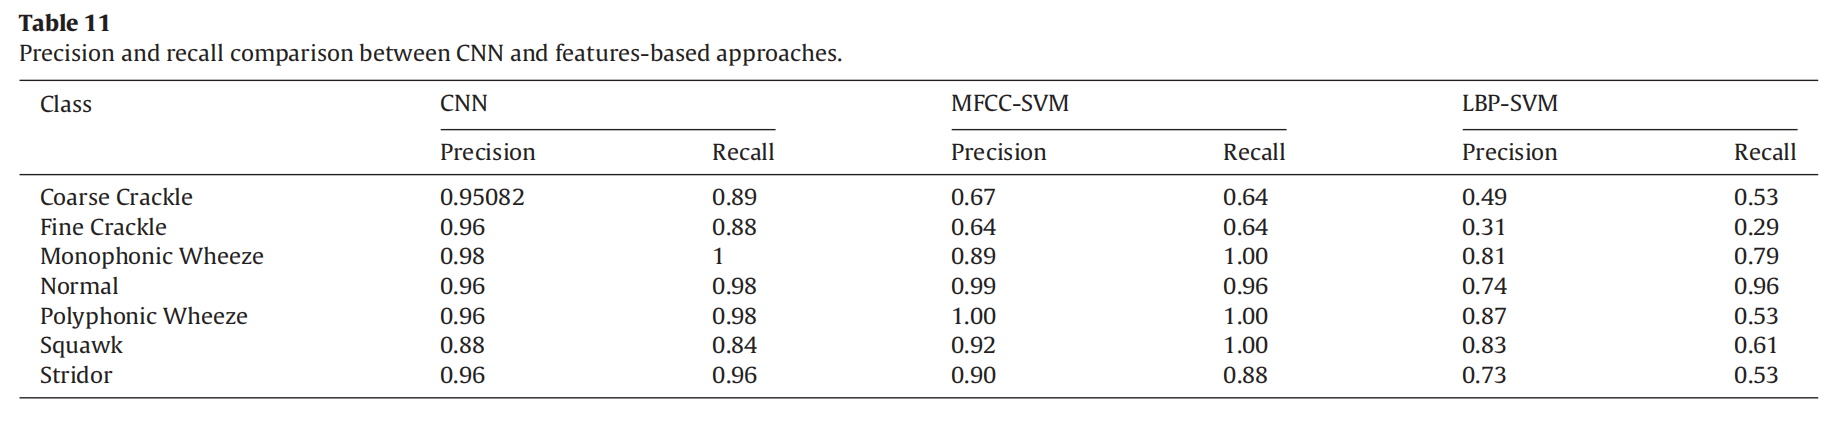 Table 11
Precision and recall comparison between CNN and features-based approaches.
Class CNN MFCC-SVM LBP-SVM
Precision Recall Precision Recall Precision Recall
Coarse Crackle 0.95082 0.89 0.67 0.64 0.49 0.53
Fine Crackle 0.96 0.88 0.64 0.64 0.31 0.29
Monophonic Wheeze 0.98 1 0.89 1.00 0.81 0.79
Normal 0.96 0.98 0.99 0.96 0.74 0.96
Polyphonic Wheeze 0.96 0.98 1.00 1.00 0.87 0.53
Squawk 0.88 0.84 0.92 1.00 0.83 0.61
Stridor 0.96 0.96 0.90 0.88 0.73 0.53